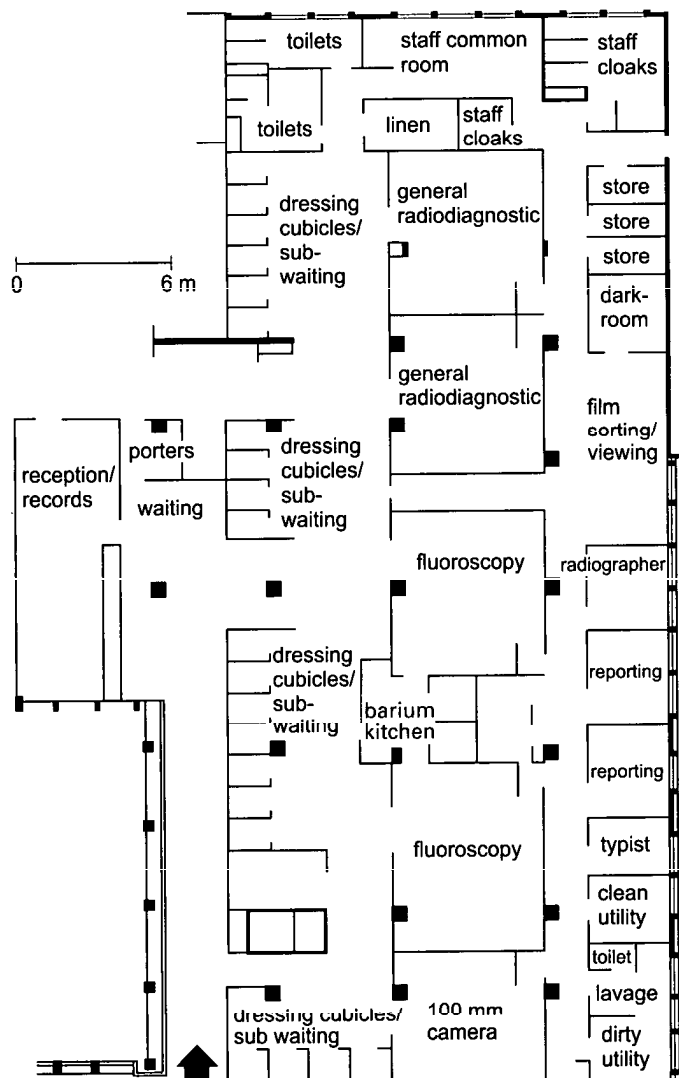 toilets
staff common
room
staff
cloaks
toilets
linen
staff
cloaks
dressing
cubicles/
sub-
waiting
general
radiodiagnostic
store
store
store
dark-
room
0
6 m
general
radiodiagnostic
film
sorting/
viewing
porters
reception/
records
waiting
dressing
cubicles/
sub-
waiting
fluoroscopy
radiographer
dressing
cubicles/
sub-
waiting
barium
kitchen
reporting
reporting
fluoroscopy
typist
clean
utility
toilet
lavage
dirty
utility
dressing cubicles/
sub waiting
100 mm
camera